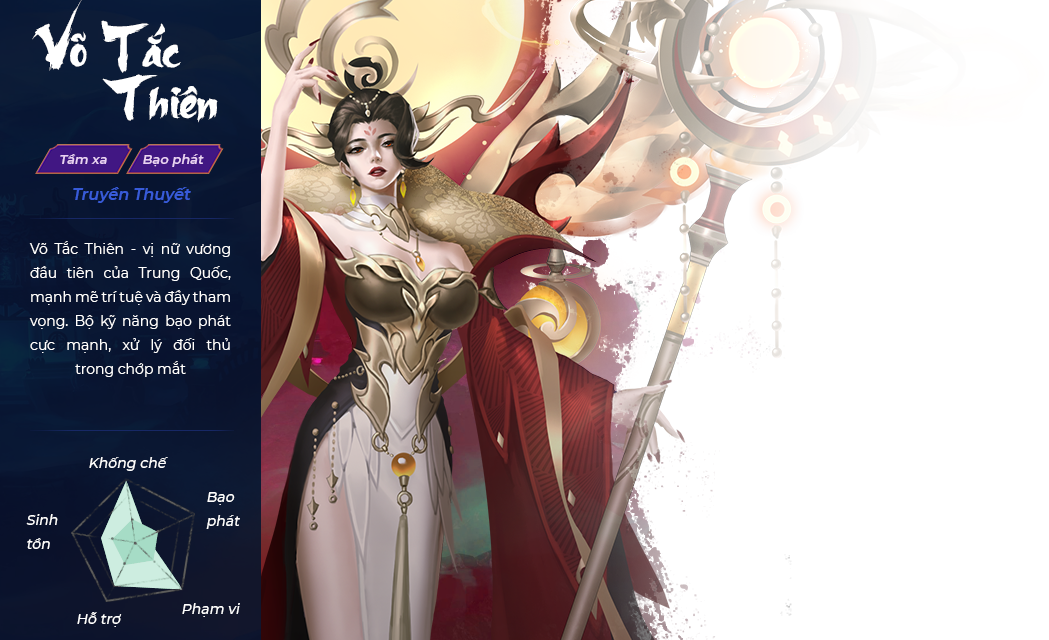 Võ Tắc
Thiên
Tầm xa
Bạo phát
Truyền Thuyết
Võ Tắc Thiên - vị nữ vương
đầu tiên của Trung Quốc,
mạnh mẽ trí tuệ và đầy tham
vọng. Bộ kỹ năng bạo phát
cực mạnh, xử lý đối thủ
trong chớp mắt
Khống chế
Bạo
phát
Sinh
tồn
Phạm vi
Hỗ trợ